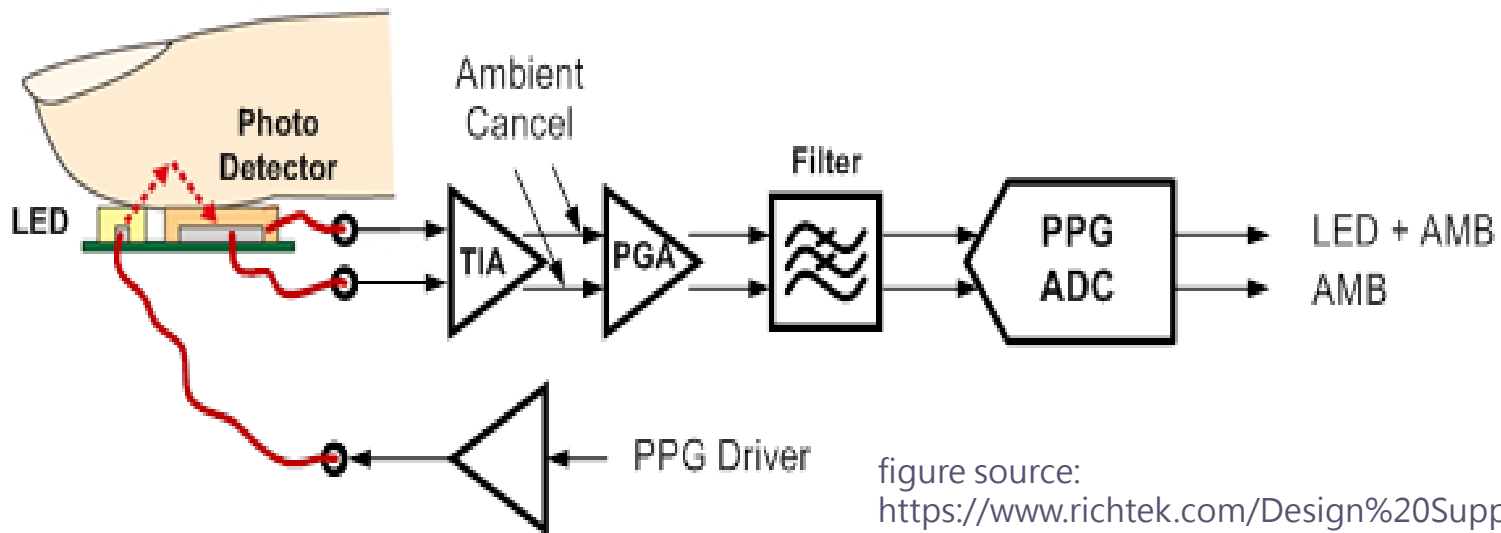 Ambient
Cancel
Photo
Detector
Filter
LED
TIA
PGA
PPG
ADC
LED + AMB
AMB
PPG Driver
figure source:
https://www.richtek.com/Design%20Supp